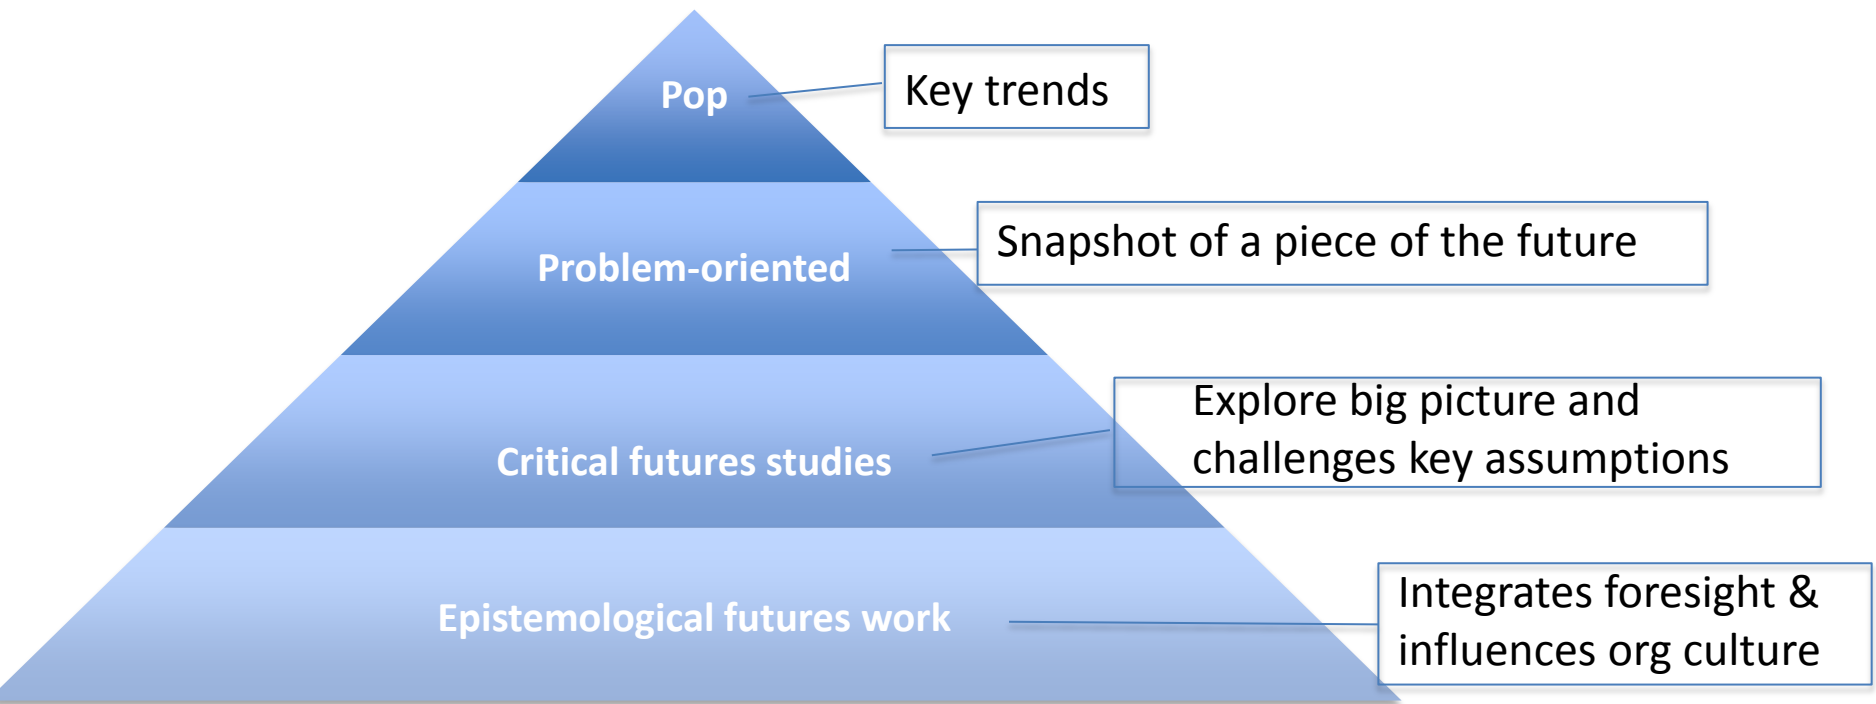 Pop
Key trends
Problem-oriented
Snapshot of a piece of the future
Critical futures studies
Explore big picture and
challenges key assumptions
Epistemological futures work
Integrates foresight &
influences org culture